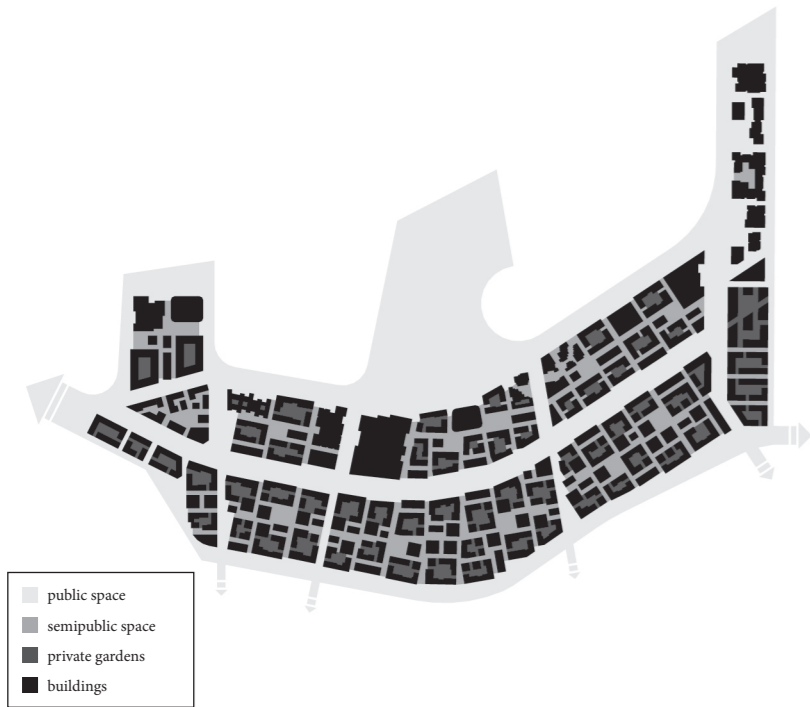 public space
semipublic space
private gardens
buildings